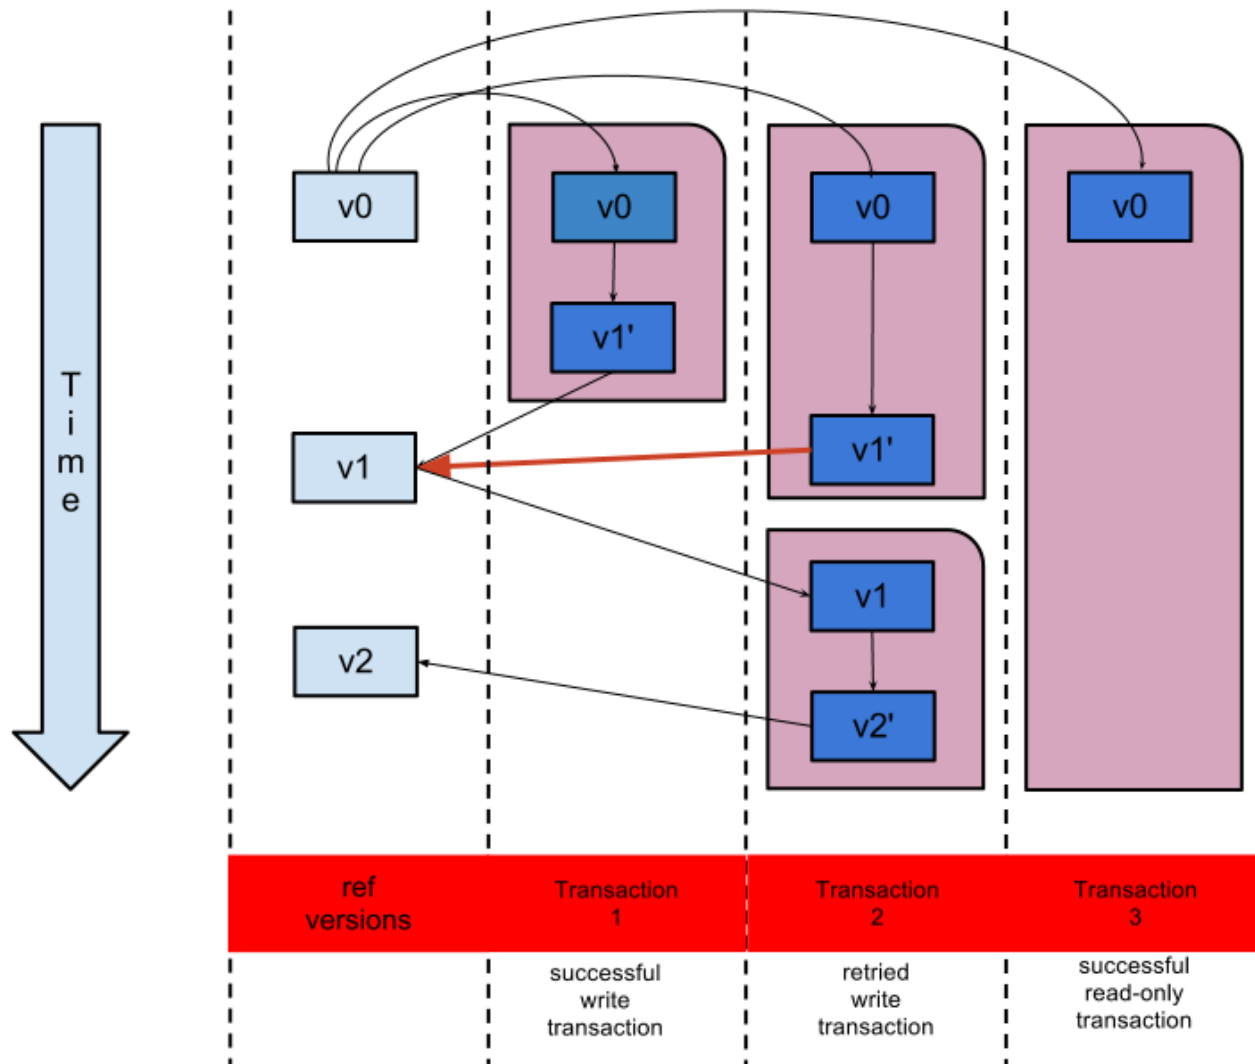 T
i
m
e
v0
v0
v0
v0
v1'
v1
v1'
v1
v2
v2'
ref
versions
Transaction
1
Transaction
2
Transaction
3
successful
write
transaction
retried
write
transaction
successful
read-only
transaction